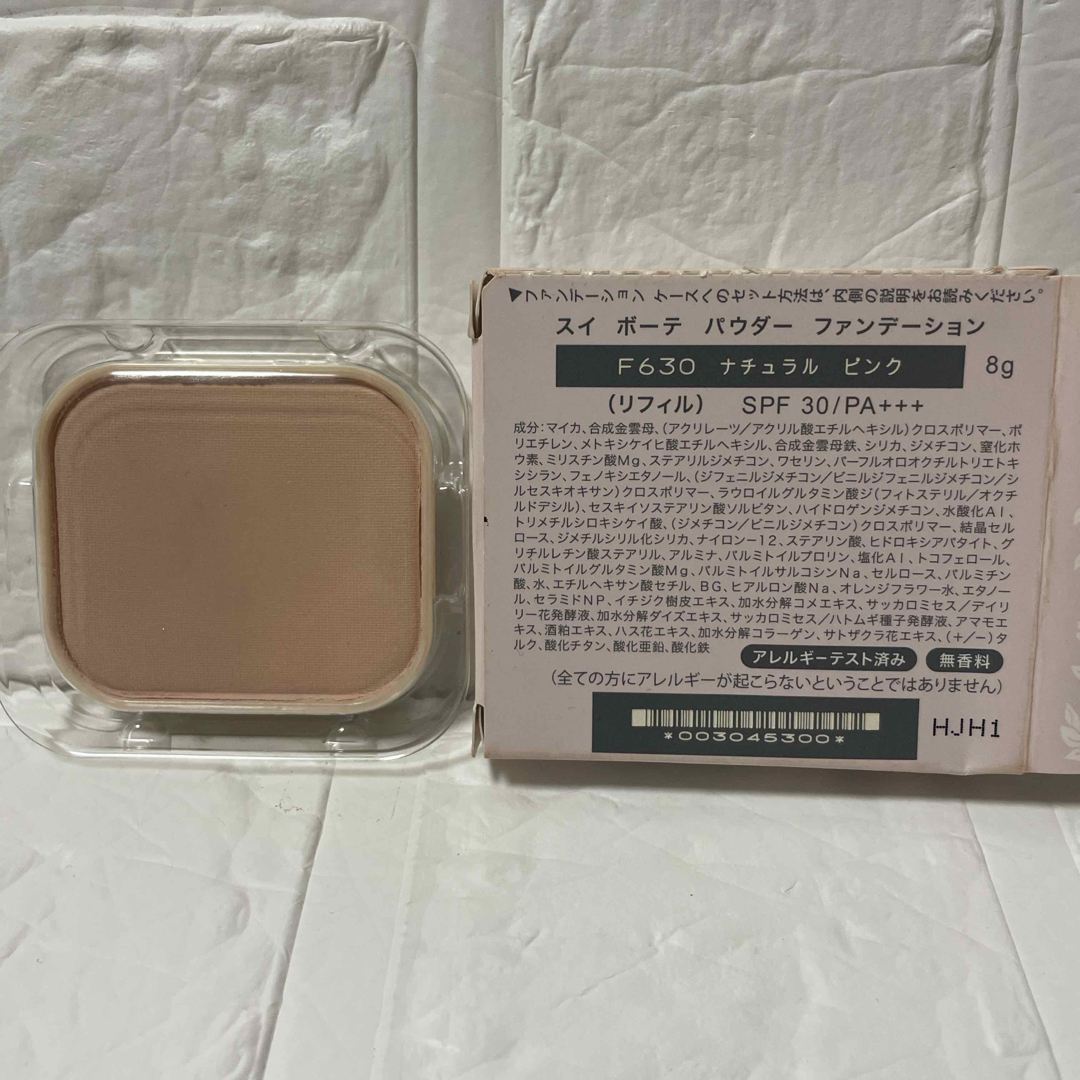 ▼ファンデーション ケースへのセット方法は、内側の説明をお読みください。
スイ ボーテ パウダー ファンデーション
F630 ナチュラル ピンク 8g
(リフィル) SPF 30/PA+++
成分:マイカ、合成金雲母、(アクリレーツ/アクリル酸エチルヘキシル)クロスポリマー、ポ
リエチレン、メトキシケイヒ酸エチルヘキシル、合成金雲母鉄、シリカ、ジメチコン、窒化ホ
ウ素、ミリスチン酸Mg、ステアリルジメチコン、ワセリン、パーフルオロオクチルトリエトキ
シシラン、フェノキシエタノール、(ジフェニルジメチコン/ビニルジフェニルジメチコン/シ
ルセスキオキサン)クロスポリマー、ラウロイルグルタミン酸ジ(フィトステリル/オクチ
ルドデシル)、セスキイソステアリン酸ソルビタン、ハイドロゲンジメチコン、水酸化Al、
トリメチルシロキシケイ酸、(ジメチコン/ビニルジメチコン)クロスポリマー、結晶セル
ロース、ジメチルシリル化シリカ、ナイロン-12、ステアリン酸、ヒドロキシアパタイト、グ
リチルレチン酸ステアリル、アルミナ、パルミトイルプロリン、塩化Al、トコフェロール、
パルミトイルグルタミン酸Mg、パルミトイルサルコシンNa、セルロース、パルミチン
酸、水、エチルヘキサン酸セチル、BG、ヒアルロン酸Na、オレンジフラワー水、エタノー
ル、セラミドNP、イチジク樹皮エキス、加水分解コメエキス、サッカロミセス/デイリ
リー花発酵液、加水分解ダイズエキス、サッカロミセス/ハトムギ種子発酵液、アマモエ
キス、酒粕エキス、ハス花エキス、加水分解コラーゲン、サトザクラ花エキス、(+/-)タ
ルク、酸化チタン、酸化亜鉛、酸化鉄
アレルギーテスト済み 無香料
(全ての方にアレルギーが起こらないということではありません)
*003045300*
HJH1